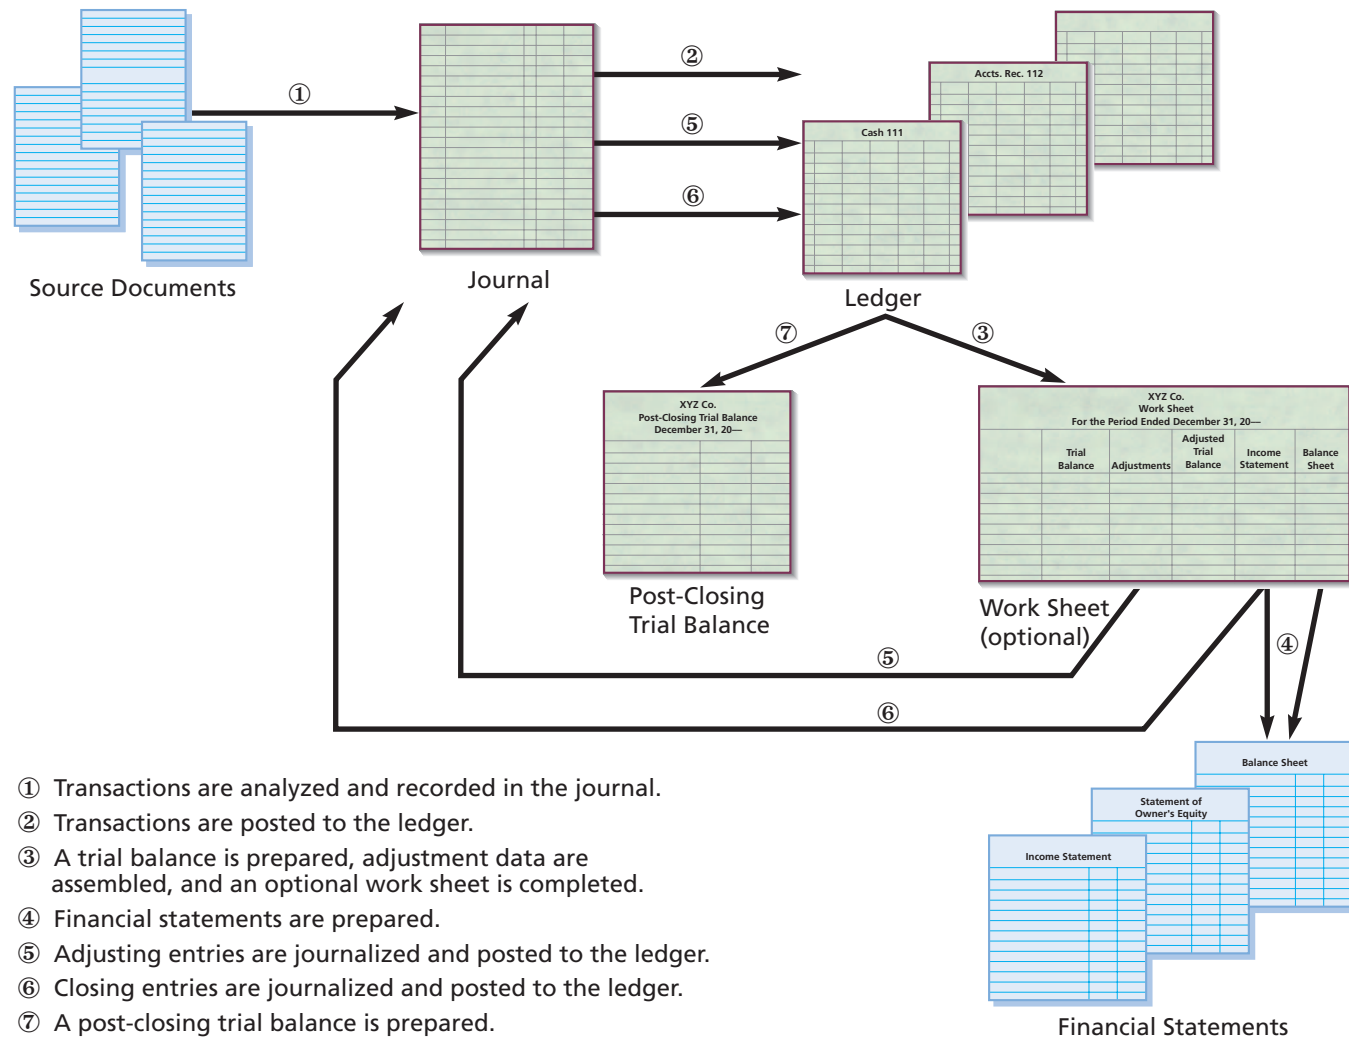 ①
②
⑤
⑥
Accts. Rec. 112
Cash 111
Source Documents
Journal
Ledger
⑦
③
XYZ Co.
Post-Closing Trial Balance
December 31, 20—
XYZ Co.
Work Sheet
For the Period Ended December 31, 20—
Trial
Balance
Adjustments
Adjusted
Trial
Balance
Income
Statement
Balance
Sheet
Post-Closing
Trial Balance
Work Sheet
(optional)
④
⑤
⑥
Balance Sheet
Statement of
Owner's Equity
Income Statement
Financial Statements
① Transactions are analyzed and recorded in the journal.
② Transactions are posted to the ledger.
③ A trial balance is prepared, adjustment data are
assembled, and an optional work sheet is completed.
④ Financial statements are prepared.
⑤ Adjusting entries are journalized and posted to the ledger.
⑥ Closing entries are journalized and posted to the ledger.
⑦ A post-closing trial balance is prepared.